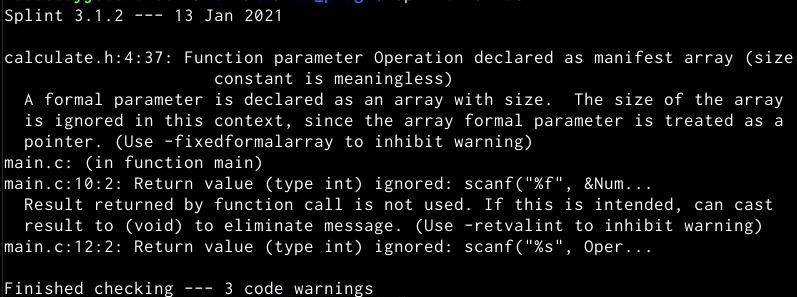 Splint 3.1.2 --- 13 Jan 2021
calculate.h:4:37: Function parameter Operation declared as manifest array (size
constant is meaningless)
A formal parameter is declared as an array with size.  The size of the array
is ignored in this context, since the array formal parameter is treated as a
pointer. (Use -fixedformalarray to inhibit warning)
main.c: (in function main)
main.c:10:2: Return value (type int) ignored: scanf("%f", &Num...
Result returned by function call is not used. If this is intended, can cast
result to (void) to eliminate message. (Use -retvalint to inhibit warning)
main.c:12:2: Return value (type int) ignored: scanf("%s", Oper...
Finished checking --- 3 code warnings